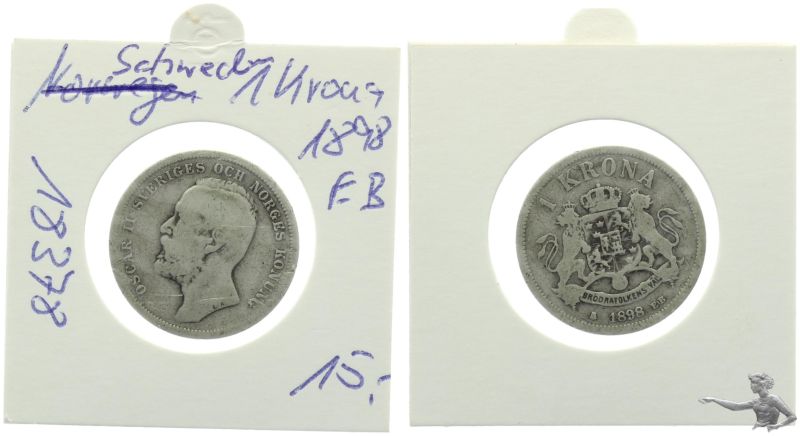 Schweden
Norwegen 1 Krona
1898
EB
18378
15,-
OSCAR II SVERIGES OCH NORGES KONUNG
1 KRONA
BRÖDRAFOLKENS VÄL
1898 EB